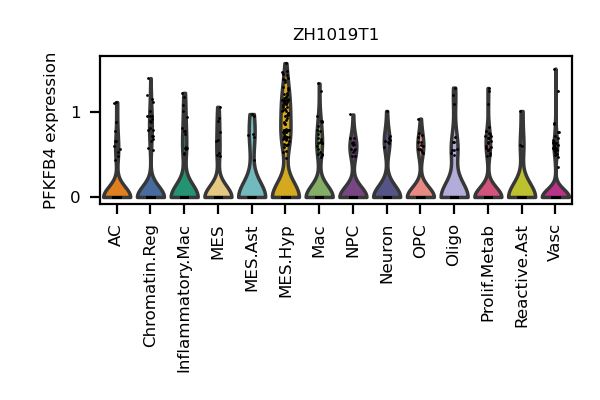 ZH1019T1
PFKFB4 expression
1
0
AC
Chromatin.Reg
Inflammatory.Mac
MES
MES.Ast
MES.Hyp
Mac
NPC
Neuron
OPC
Oligo
Prolif.Metab
Reactive.Ast
Vasc